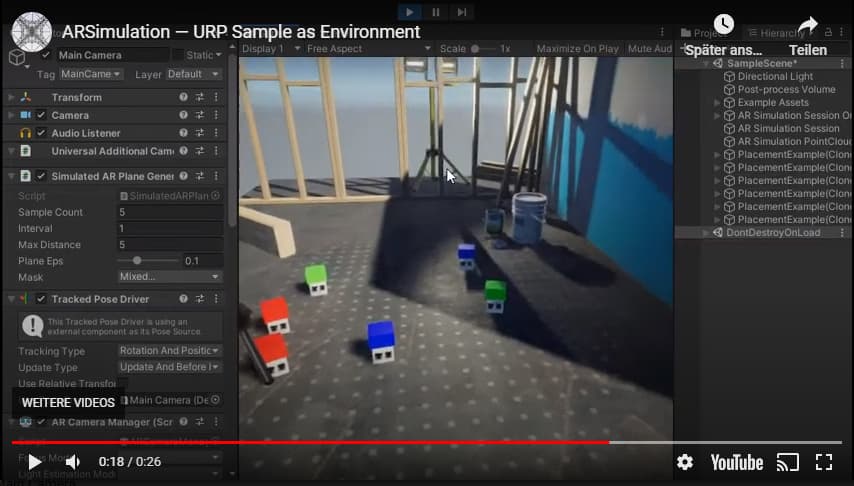 ARSimulation — URP Sample as Environment
Main Camera
Static
Tag MainCame Layer Default
Transform
Camera
Audio Listener
Universal Additional Cam
Simulated AR Plane Gener
Script SimulatedARPlan
Sample Count 5
Interval 1
Max Distance 5
Plane Eps 0.1
Mask Mixed...
Tracked Pose Driver
This Tracked Pose Driver is using an
external component as its Pose Source.
Tracking Type Rotation And Positic
Update Type Update And Before I
Use Relative Transfor
Main Camera (De
WEITERE VIDEOS
AR Camera Manager (Scr
Light Estimation Mod
Display 1 Free Aspect Scale 1x Maximize On Play Mute Aud
Hierarchy
Später ans... Teilen
SampleScene*
Directional Light
Post-process Volume
Example Assets
AR Simulation Session O
AR Simulation Session
AR Simulation PointClou
PlacementExample(Clon
PlacementExample(Clon
PlacementExample(Clon
PlacementExample(Clon
PlacementExample(Clon
PlacementExample(Clon
DontDestroyOnLoad
0:18 / 0:26
YouTube